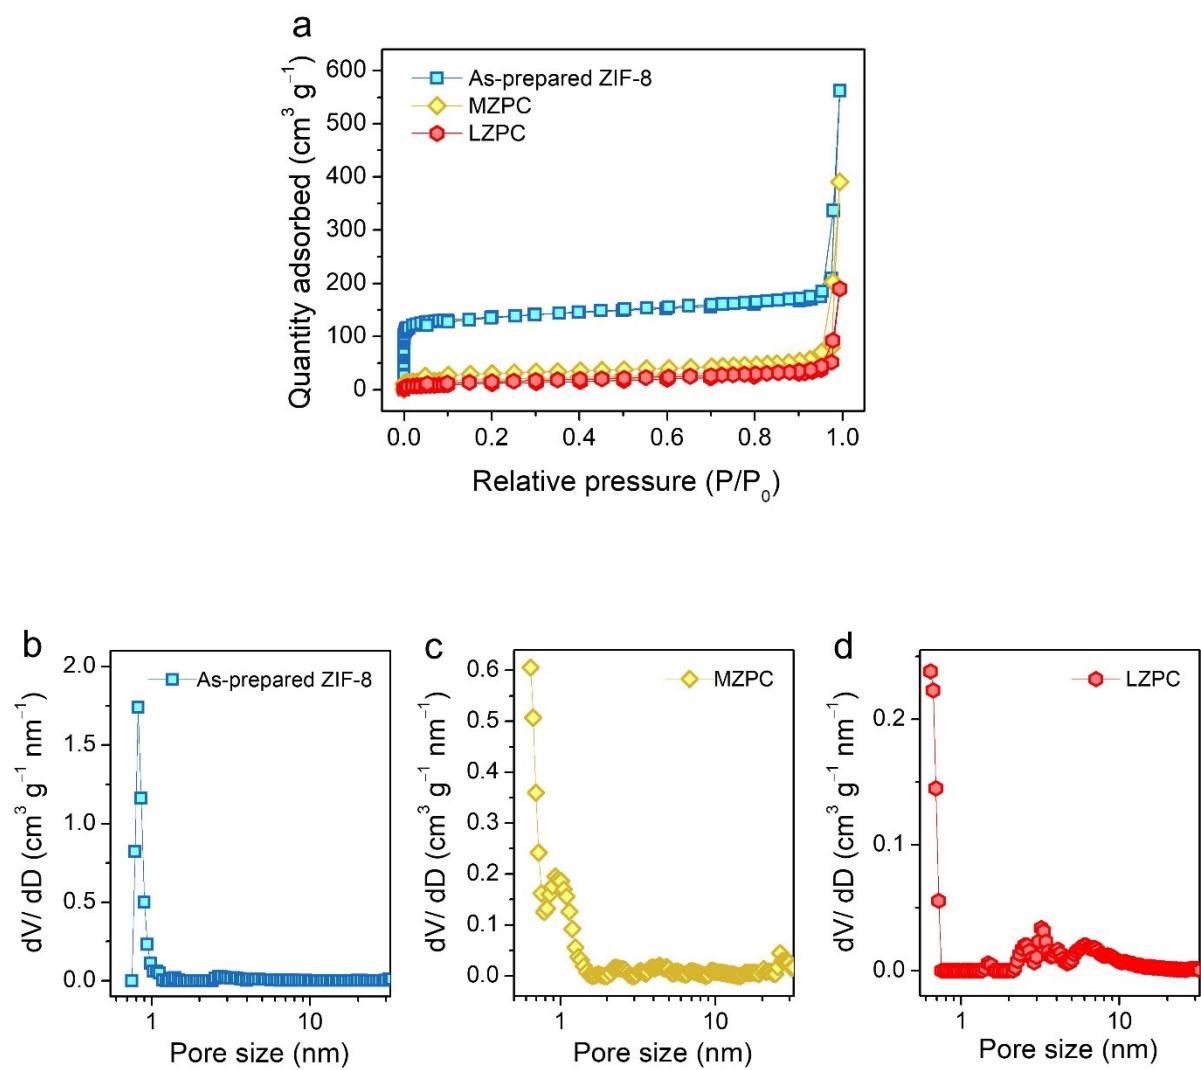 a
As-prepared ZIF-8
MZPC
LZPC
Quantity adsorbed (cm³ g⁻¹)
600
500
400
300
200
100
0
0.0 0.2 0.4 0.6 0.8 1.0
Relative pressure (P/P₀)
b
As-prepared ZIF-8
dV/ dD (cm³ g⁻¹ nm⁻¹)
2.0
1.5
1.0
0.5
0.0
1 10
Pore size (nm)
c
MZPC
dV/ dD (cm³ g⁻¹ nm⁻¹)
0.6
0.5
0.4
0.3
0.2
0.1
0.0
1 10
Pore size (nm)
d
LZPC
dV/ dD (cm³ g⁻¹ nm⁻¹)
0.2
0.1
0.0
1 10
Pore size (nm)